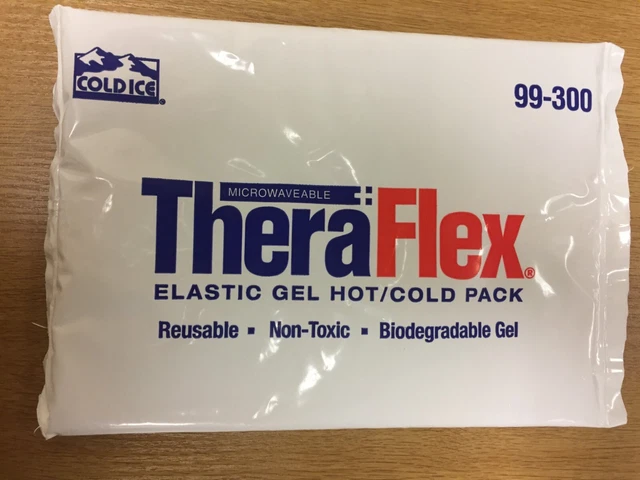 COLD ICE®
99-300
MICROWAVEABLE
TheraFlex®
ELASTIC GEL HOT/COLD PACK
Reusable ▪ Non-Toxic ▪ Biodegradable Gel